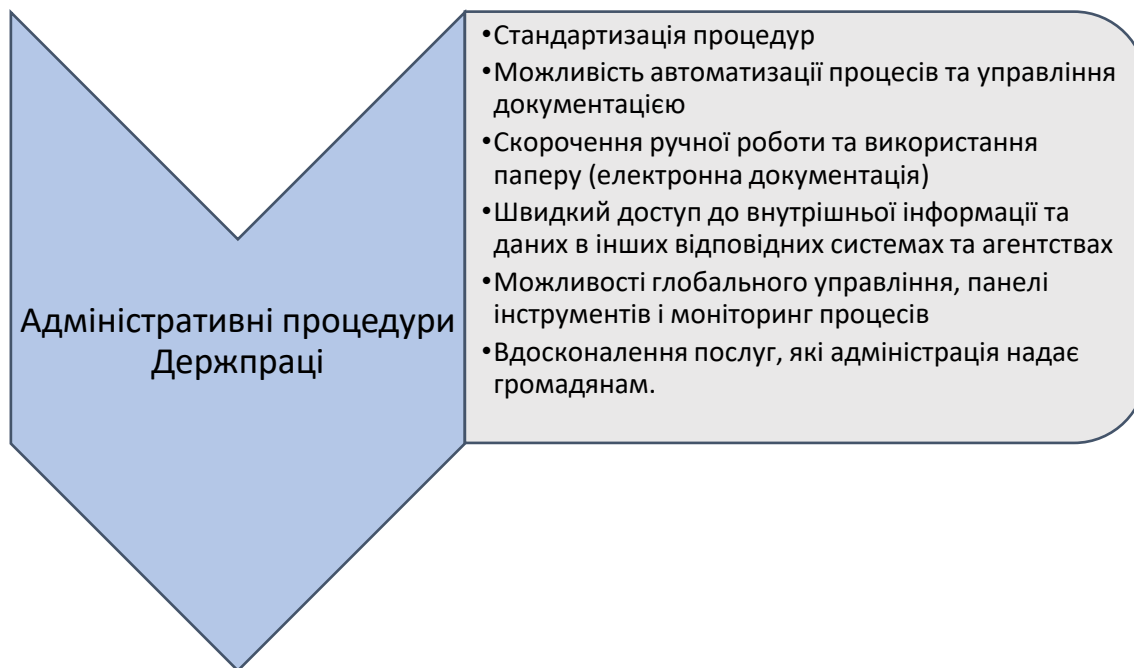 •Стандартизація процедур
•Можливість автоматизації процесів та управління
документацією
•Скорочення ручної роботи та використання
паперу (електронна документація)
•Швидкий доступ до внутрішньої інформації та
даних в інших відповідних системах та агентствах
•Можливості глобального управління, панелі
інструментів і моніторинг процесів
•Вдосконалення послуг, які адміністрація надає
громадянам.
Адміністративні процедури
Держпраці